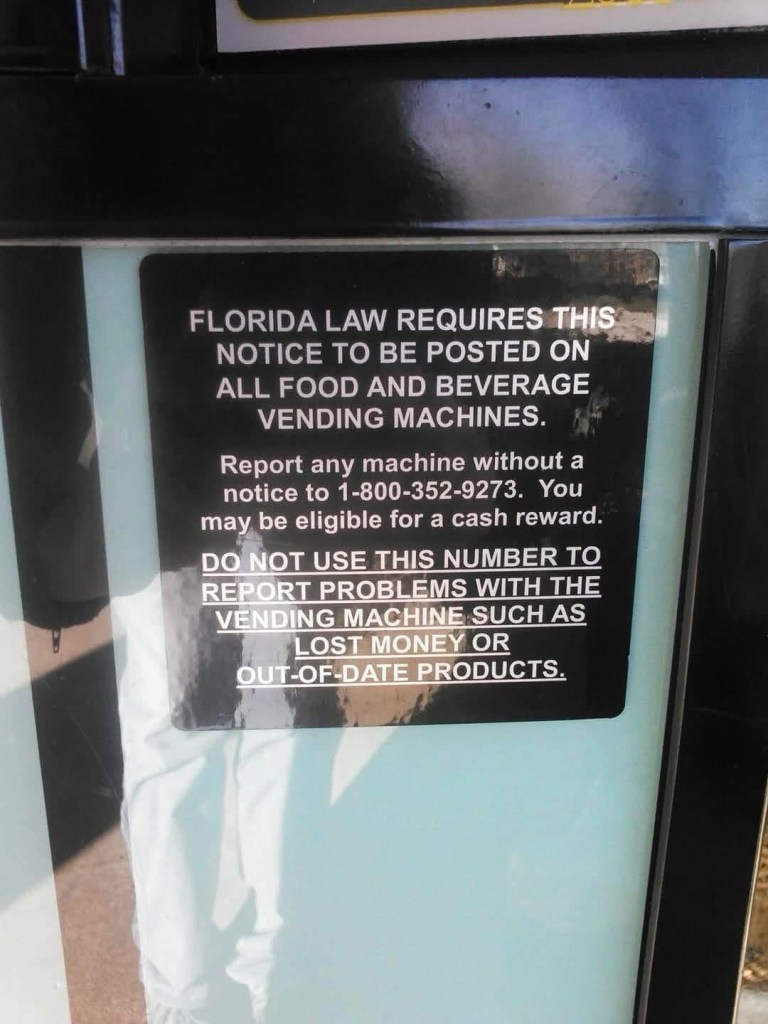 FLORIDA LAW REQUIRES THIS
NOTICE TO BE POSTED ON
ALL FOOD AND BEVERAGE
VENDING MACHINES.
Report any machine without a
notice to 1-800-352-9273. You
may be eligible for a cash reward.
DO NOT USE THIS NUMBER TO
REPORT PROBLEMS WITH THE
VENDING MACHINE SUCH AS
LOST MONEY OR
OUT-OF-DATE PRODUCTS.